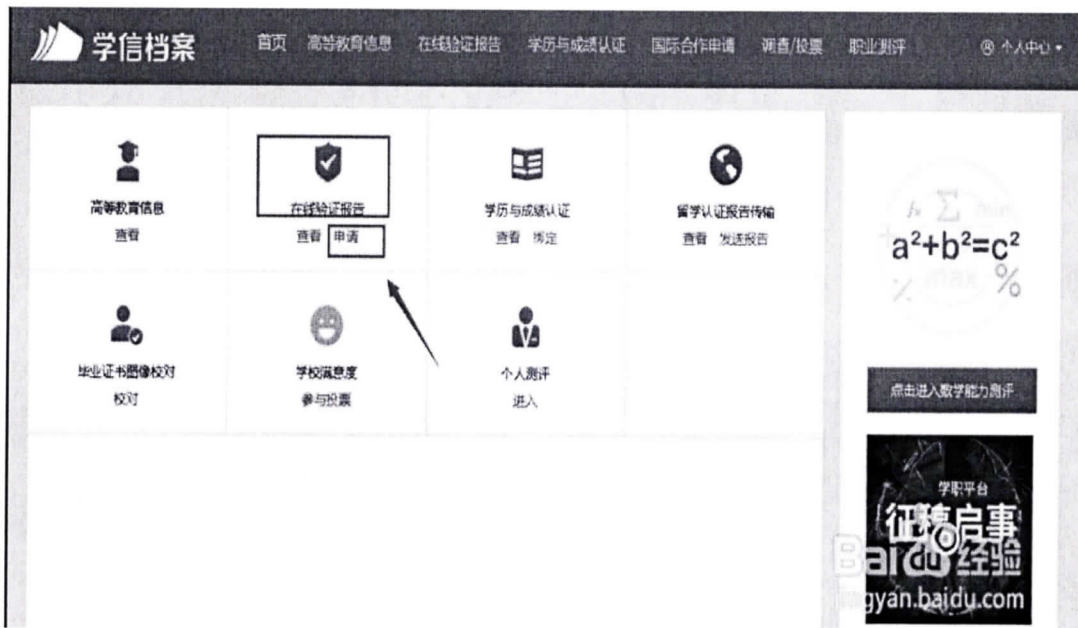 学信档案
首页 高等教育信息 在线验证报告 学历与成绩认证 国际合作申请 调查/投票 职业测评 个人中心
高等教育信息 在线验证报告 学历与成绩认证 留学认证报告传输
查看 查看 申请 查看 绑定 查看 发送报告
a²+b²=c²
%
Σ
毕业证书图像校对 学校满意度 个人测评
校对 参与投票 进入
点击进入数学能力测评
学职平台
征稿启事
Baidu经验
gyan.baidu.com